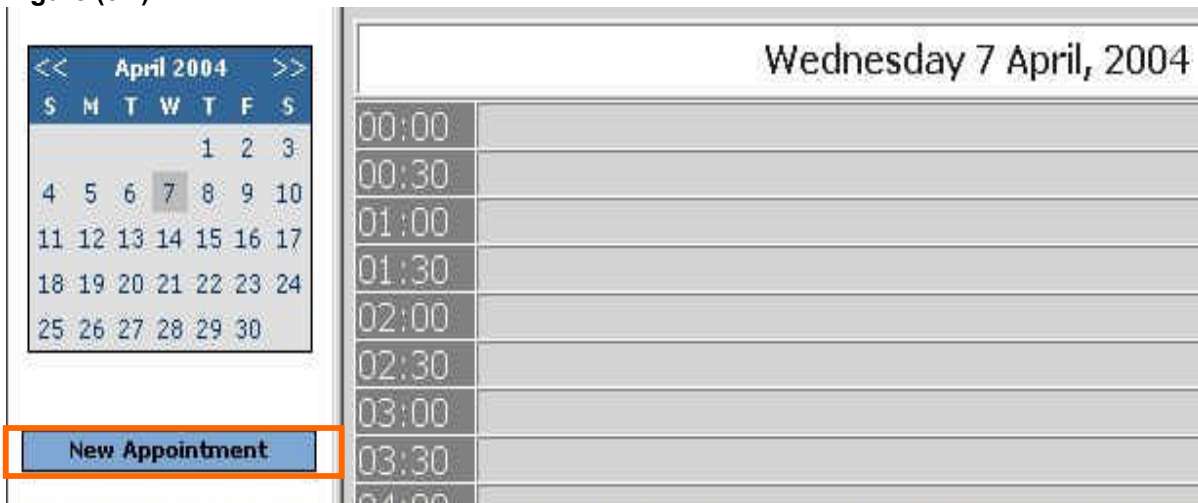 << April 2004 >>
S M T W T F S
1 2 3
4 5 6 7 8 9 10
11 12 13 14 15 16 17
18 19 20 21 22 23 24
25 26 27 28 29 30
New Appointment
Wednesday 7 April, 2004
00:00
00:30
01:00
01:30
02:00
02:30
03:00
03:30
04:00